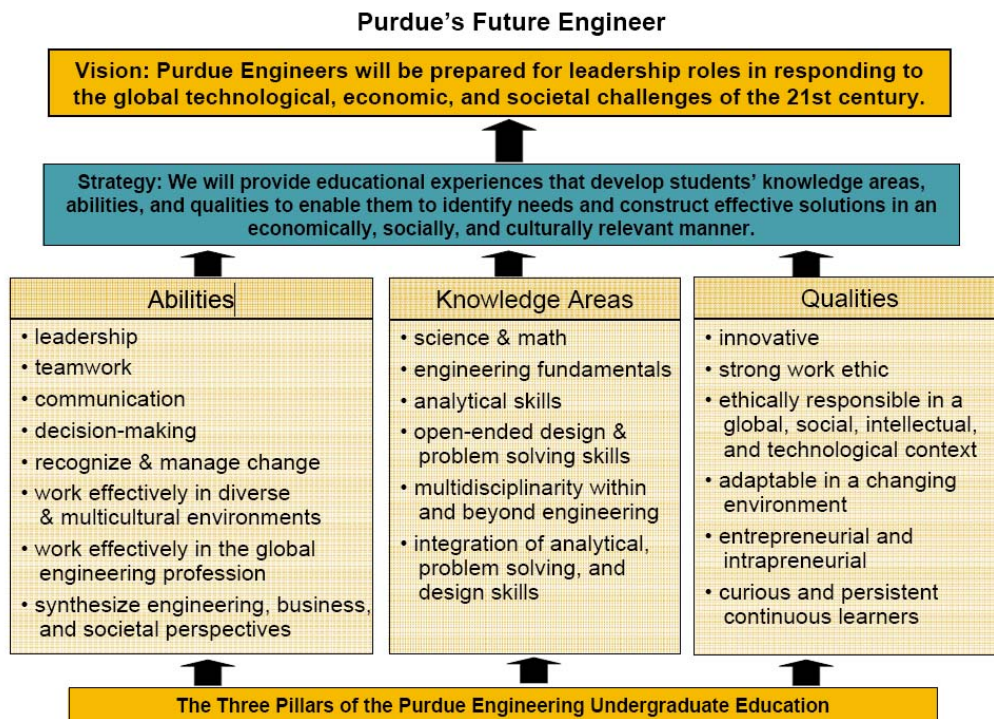 Purdue's Future Engineer
Vision: Purdue Engineers will be prepared for leadership roles in responding to
the global technological, economic, and societal challenges of the 21st century.
Strategy: We will provide educational experiences that develop students' knowledge areas,
abilities, and qualities to enable them to identify needs and construct effective solutions in an
economically, socially, and culturally relevant manner.
Abilities
• leadership
• teamwork
• communication
• decision-making
• recognize & manage change
• work effectively in diverse
& multicultural environments
• work effectively in the global
engineering profession
• synthesize engineering, business,
and societal perspectives
Knowledge Areas
• science & math
• engineering fundamentals
• analytical skills
• open-ended design &
problem solving skills
• multidisciplinarity within
and beyond engineering
• integration of analytical,
problem solving, and
design skills
Qualities
• innovative
• strong work ethic
• ethically responsible in a
global, social, intellectual,
and technological context
• adaptable in a changing
environment
• entrepreneurial and
intrapreneurial
• curious and persistent
continuous learners
The Three Pillars of the Purdue Engineering Undergraduate Education